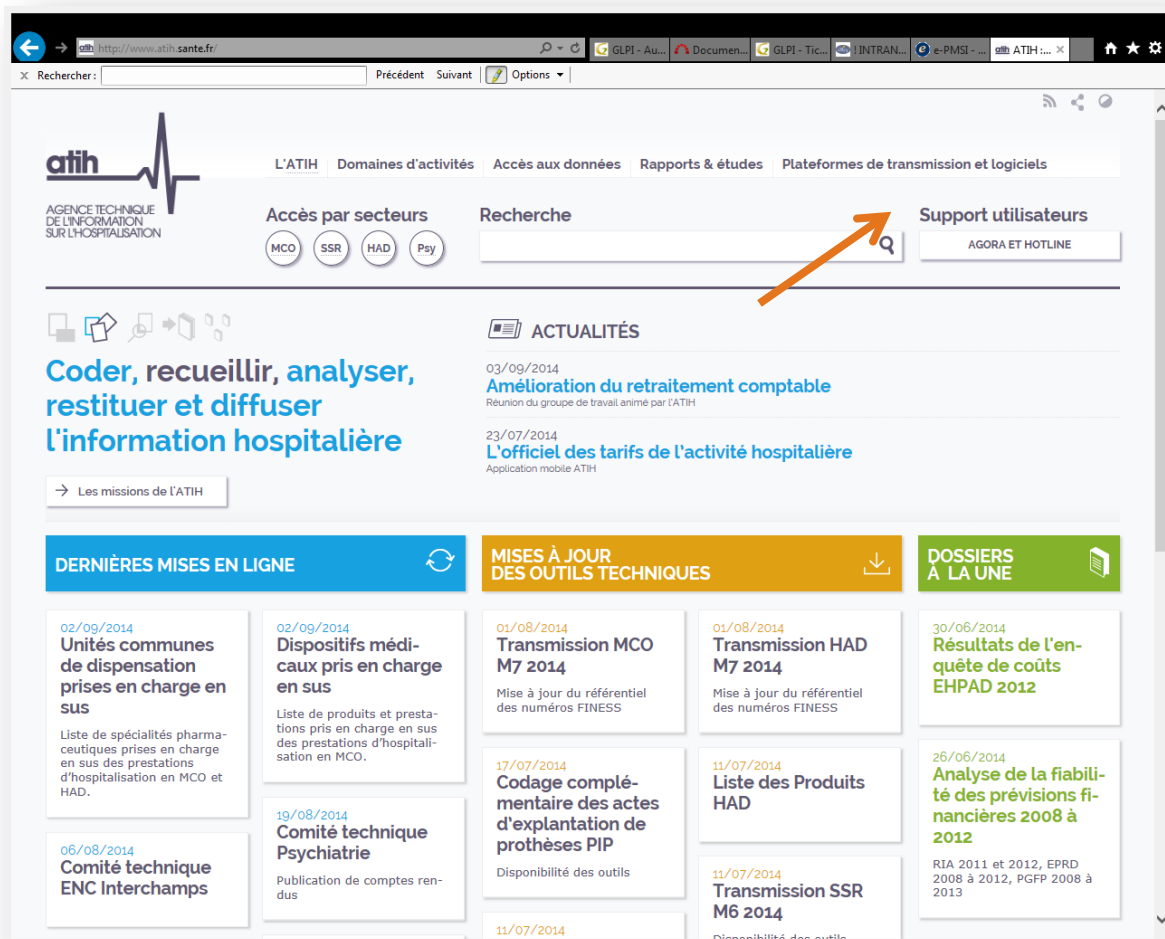 atih http://www.atih.sante.fr/
GLPI - Au...
Documen...
GLPI - Tic...
! INTRAN...
e-PMSI - ...
atih ATIH :... ×
x Rechercher :
Précédent Suivant
Options
atih
AGENCE TECHNIQUE
DE L'INFORMATION
SUR L'HOSPITALISATION
L'ATIH
Domaines d'activités
Accès aux données
Rapports & études
Plateformes de transmission et logiciels
Accès par secteurs
MCO
SSR
HAD
Psy
Recherche
Support utilisateurs
AGORA ET HOTLINE
Coder, recueillir, analyser,
restituer et diffuser
l'information hospitalière
→ Les missions de l'ATIH
ACTUALITÉS
03/09/2014
Amélioration du retraitement comptable
Réunion du groupe de travail animé par l'ATIH
23/07/2014
L'officiel des tarifs de l'activité hospitalière
Application mobile ATIH
DERNIÈRES MISES EN LIGNE
02/09/2014
Unités communes
de dispensation
prises en charge en
sus
Liste de spécialités pharma-
ceutiques prises en charge
en sus des prestations
d'hospitalisation en MCO et
HAD.
06/08/2014
Comité technique
ENC Interchamps
02/09/2014
Dispositifs médi-
caux pris en charge
en sus
Liste de produits et presta-
tions pris en charge en sus
des prestations d'hospitali-
sation en MCO.
19/08/2014
Comité technique
Psychiatrie
Publication de comptes ren-
dus
MISES À JOUR
DES OUTILS TECHNIQUES
01/08/2014
Transmission MCO
M7 2014
Mise à jour du référentiel
des numéros FINESS
17/07/2014
Codage complé-
mentaire des actes
d'explantation de
prothèses PIP
Disponibilité des outils
11/07/2014
01/08/2014
Transmission HAD
M7 2014
Mise à jour du référentiel
des numéros FINESS
11/07/2014
Liste des Produits
HAD
11/07/2014
Transmission SSR
M6 2014
Disponibilité des outils
DOSSIERS
À LA UNE
30/06/2014
Résultats de l'en-
quête de coûts
EHPAD 2012
26/06/2014
Analyse de la fiabili-
té des prévisions fi-
nancières 2008 à
2012
RIA 2011 et 2012, EPRD
2008 à 2012, PGFP 2008 à
2013